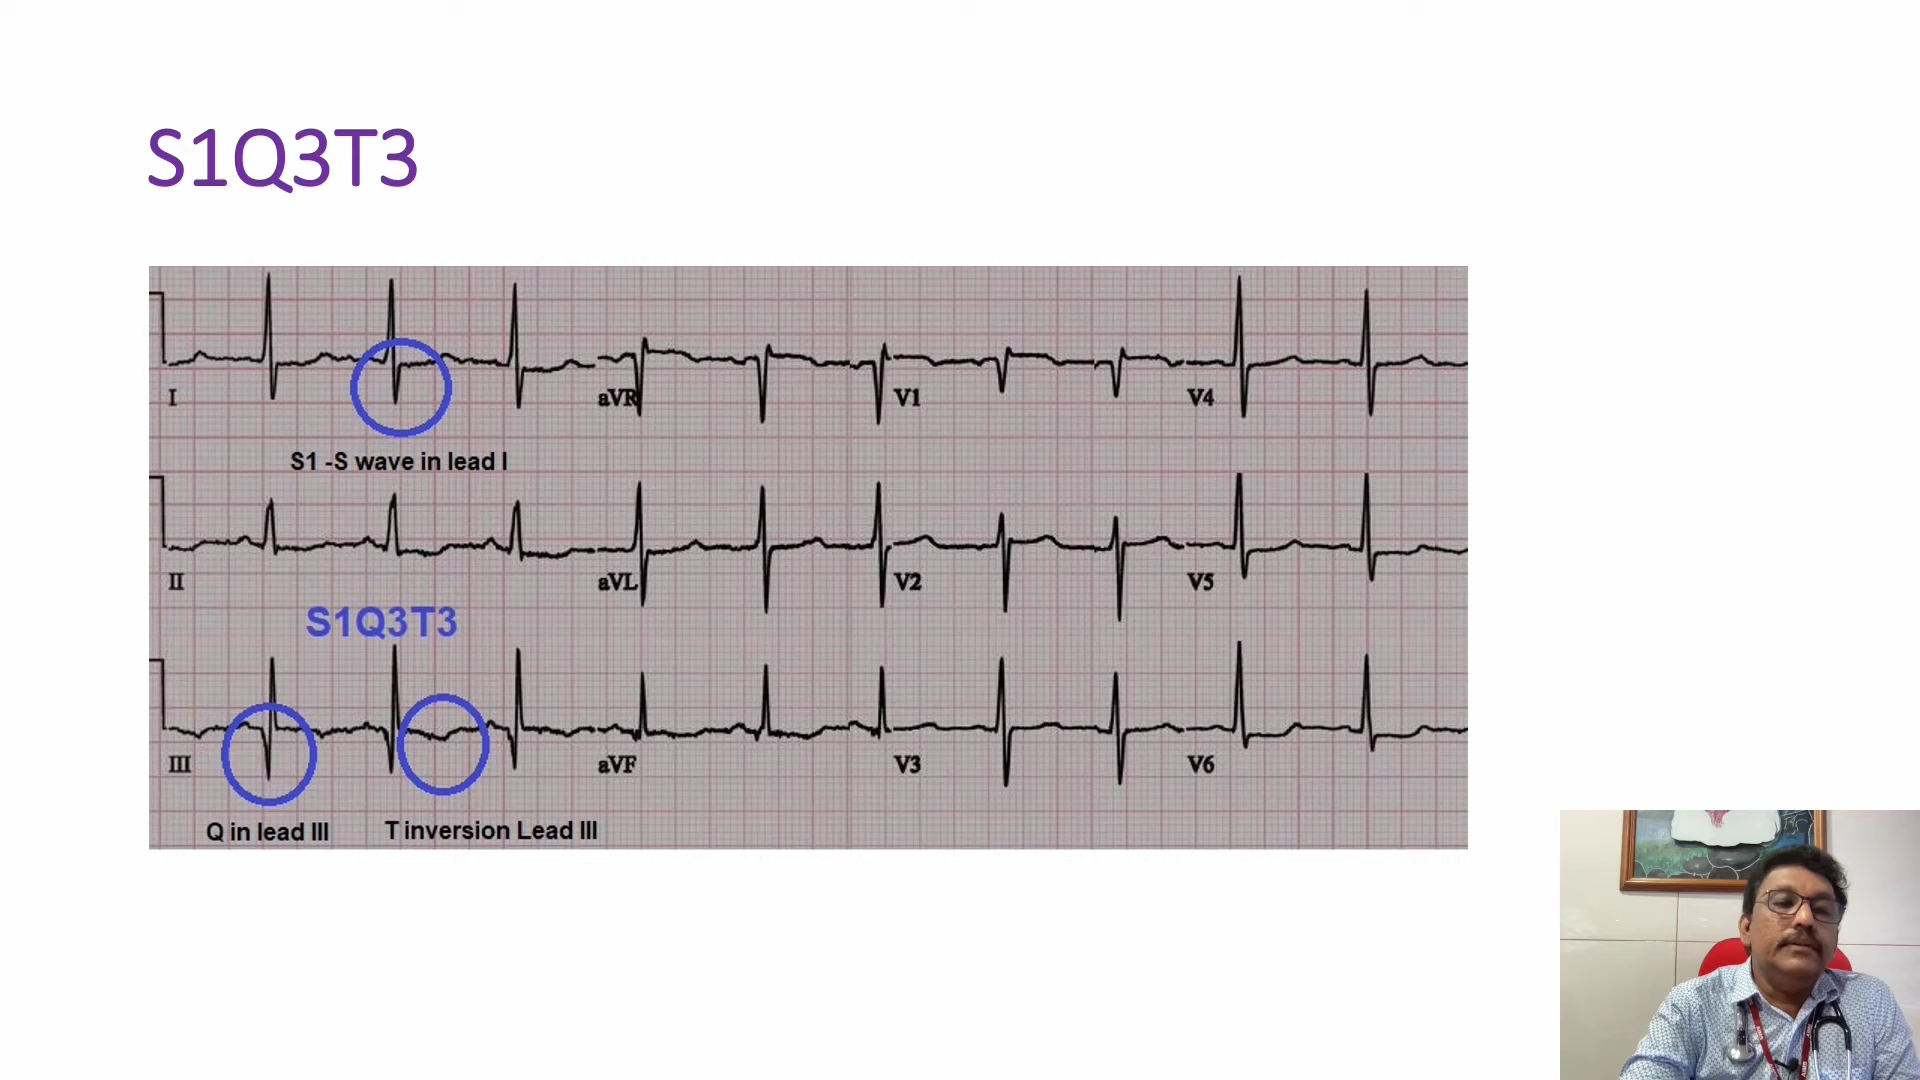 S1Q3T3
I
aVR
V1
V4
S1 -S wave in lead I
II
aVL
V2
V5
S1Q3T3
III
aVF
V3
V6
Q in lead III
T inversion Lead III